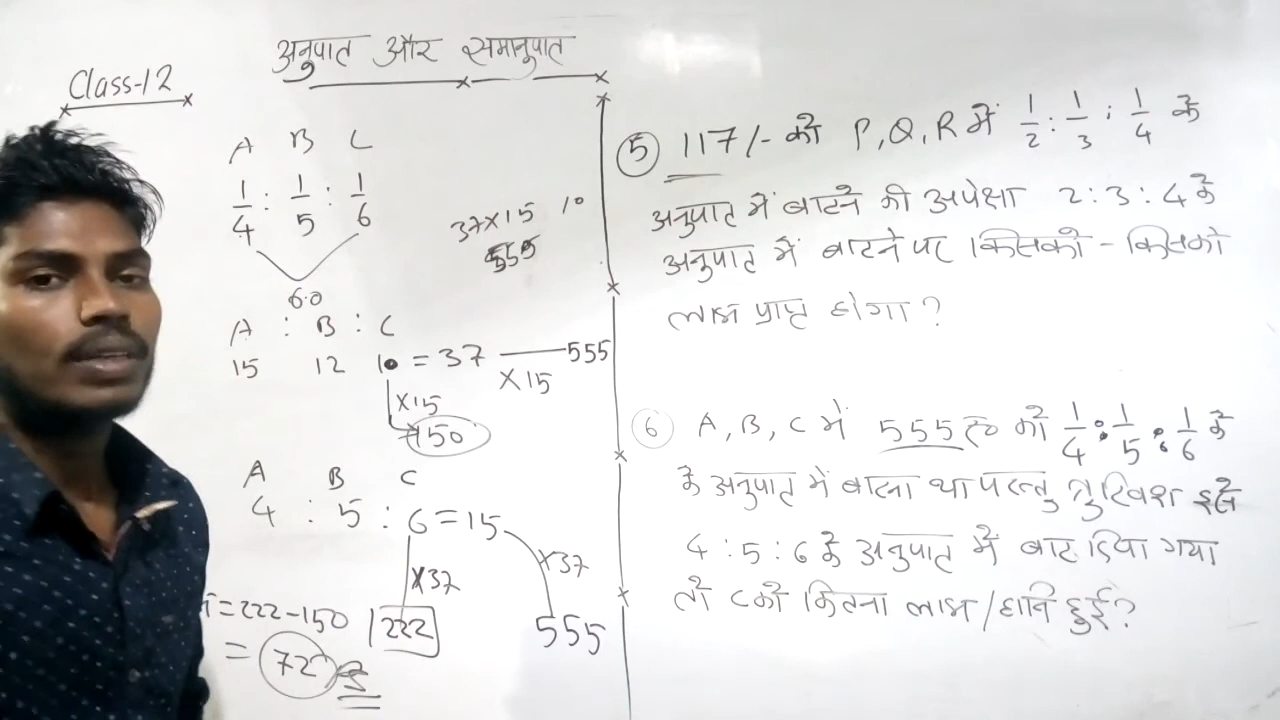 अनुपात और समानुपात
Class-12
A B C
1/4 : 1/5 : 1/6
60
37×15 10
555
A : B : C
15 12 10 = 37 —— 555
×15
×15
150
A B C
4 : 5 : 6 = 15
×37 ×37
= 222 - 150 222 555
= 72
⑤ 117/- को P, Q, R में 1/2 : 1/3 : 1/4 के
अनुपात में बाटने की अपेक्षा 2 : 3 : 4 के
अनुपात में बाटने पर किसको - किसको
लाभ प्राप्त होगा ?
⑥ A, B, C में 555 रू० को 1/4 : 1/5 : 1/6 के
के अनुपात में बाटना था परन्तु त्रुटिवश इसे
4 : 5 : 6 के अनुपात में बाट दिया गया
तो C को कितना लाभ / हानि हुई ?